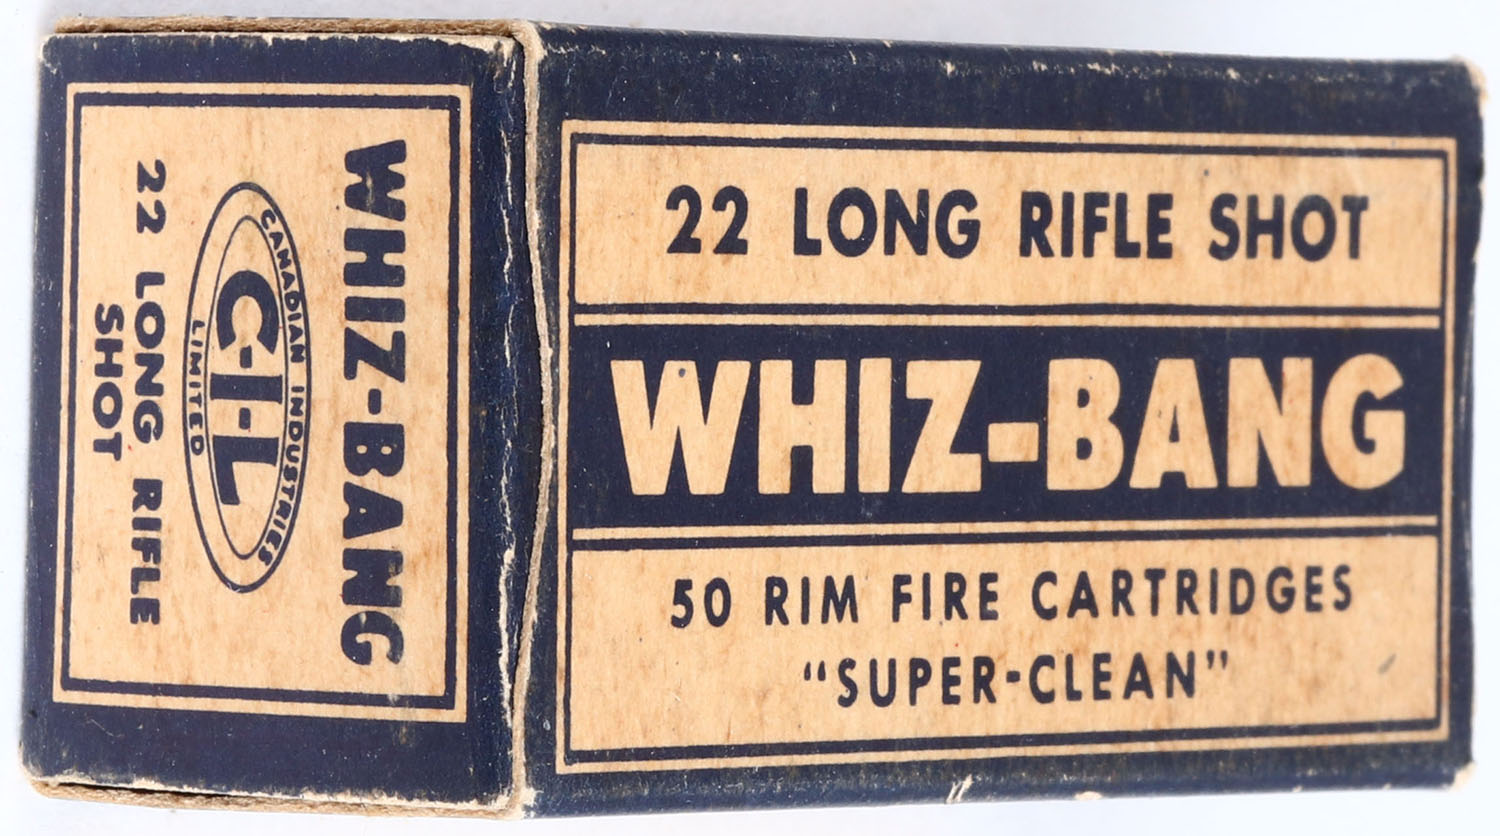 WHIZ-BANG
CANADIAN INDUSTRIES
C-I-L
LIMITED
22 LONG RIFLE
SHOT
22 LONG RIFLE SHOT
WHIZ-BANG
50 RIM FIRE CARTRIDGES
"SUPER-CLEAN"